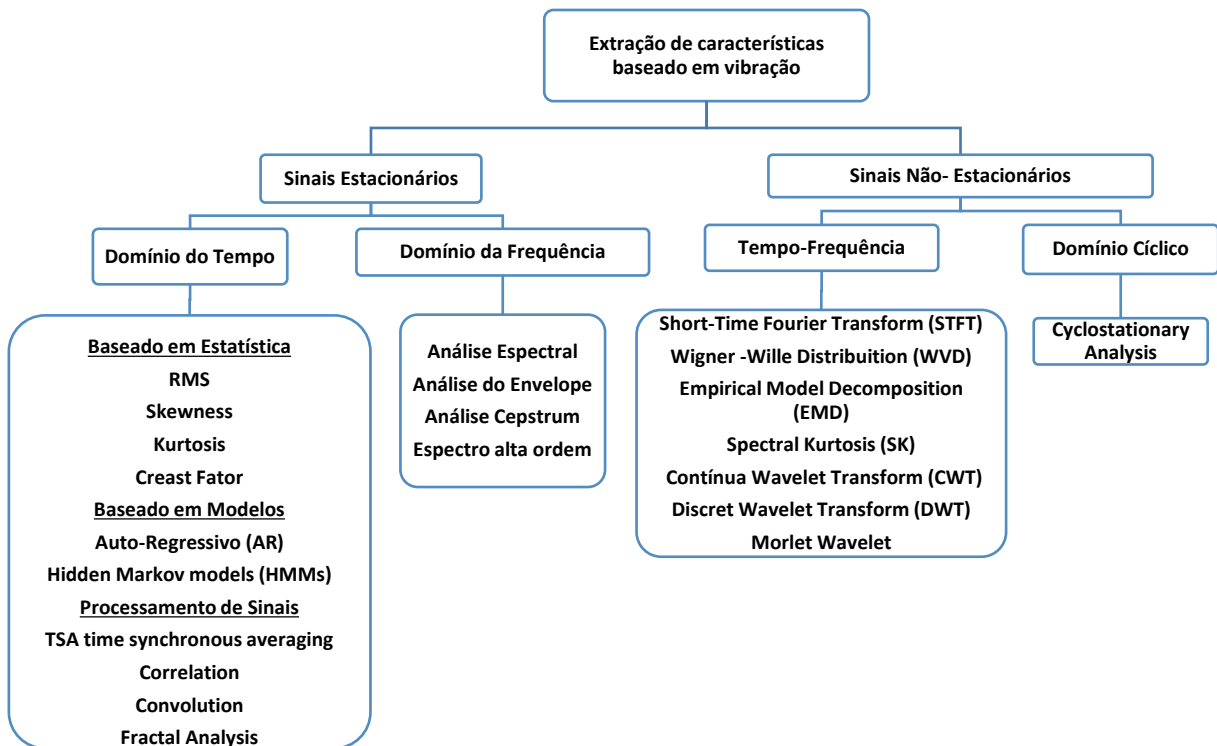 Extração de características
baseado em vibração
Sinais Estacionários
Sinais Não- Estacionários
Domínio do Tempo
Domínio da Frequência
Tempo-Frequência
Domínio Cíclico
Baseado em Estatística
RMS
Skewness
Kurtosis
Creast Fator
Baseado em Modelos
Auto-Regressivo (AR)
Hidden Markov models (HMMs)
Processamento de Sinais
TSA time synchronous averaging
Correlation
Convolution
Fractal Analysis
Análise Espectral
Análise do Envelope
Análise Cepstrum
Espectro alta ordem
Short-Time Fourier Transform (STFT)
Wigner -Wille Distribuition (WVD)
Empirical Model Decomposition
(EMD)
Spectral Kurtosis (SK)
Contínua Wavelet Transform (CWT)
Discret Wavelet Transform (DWT)
Morlet Wavelet
Cyclostationary
Analysis